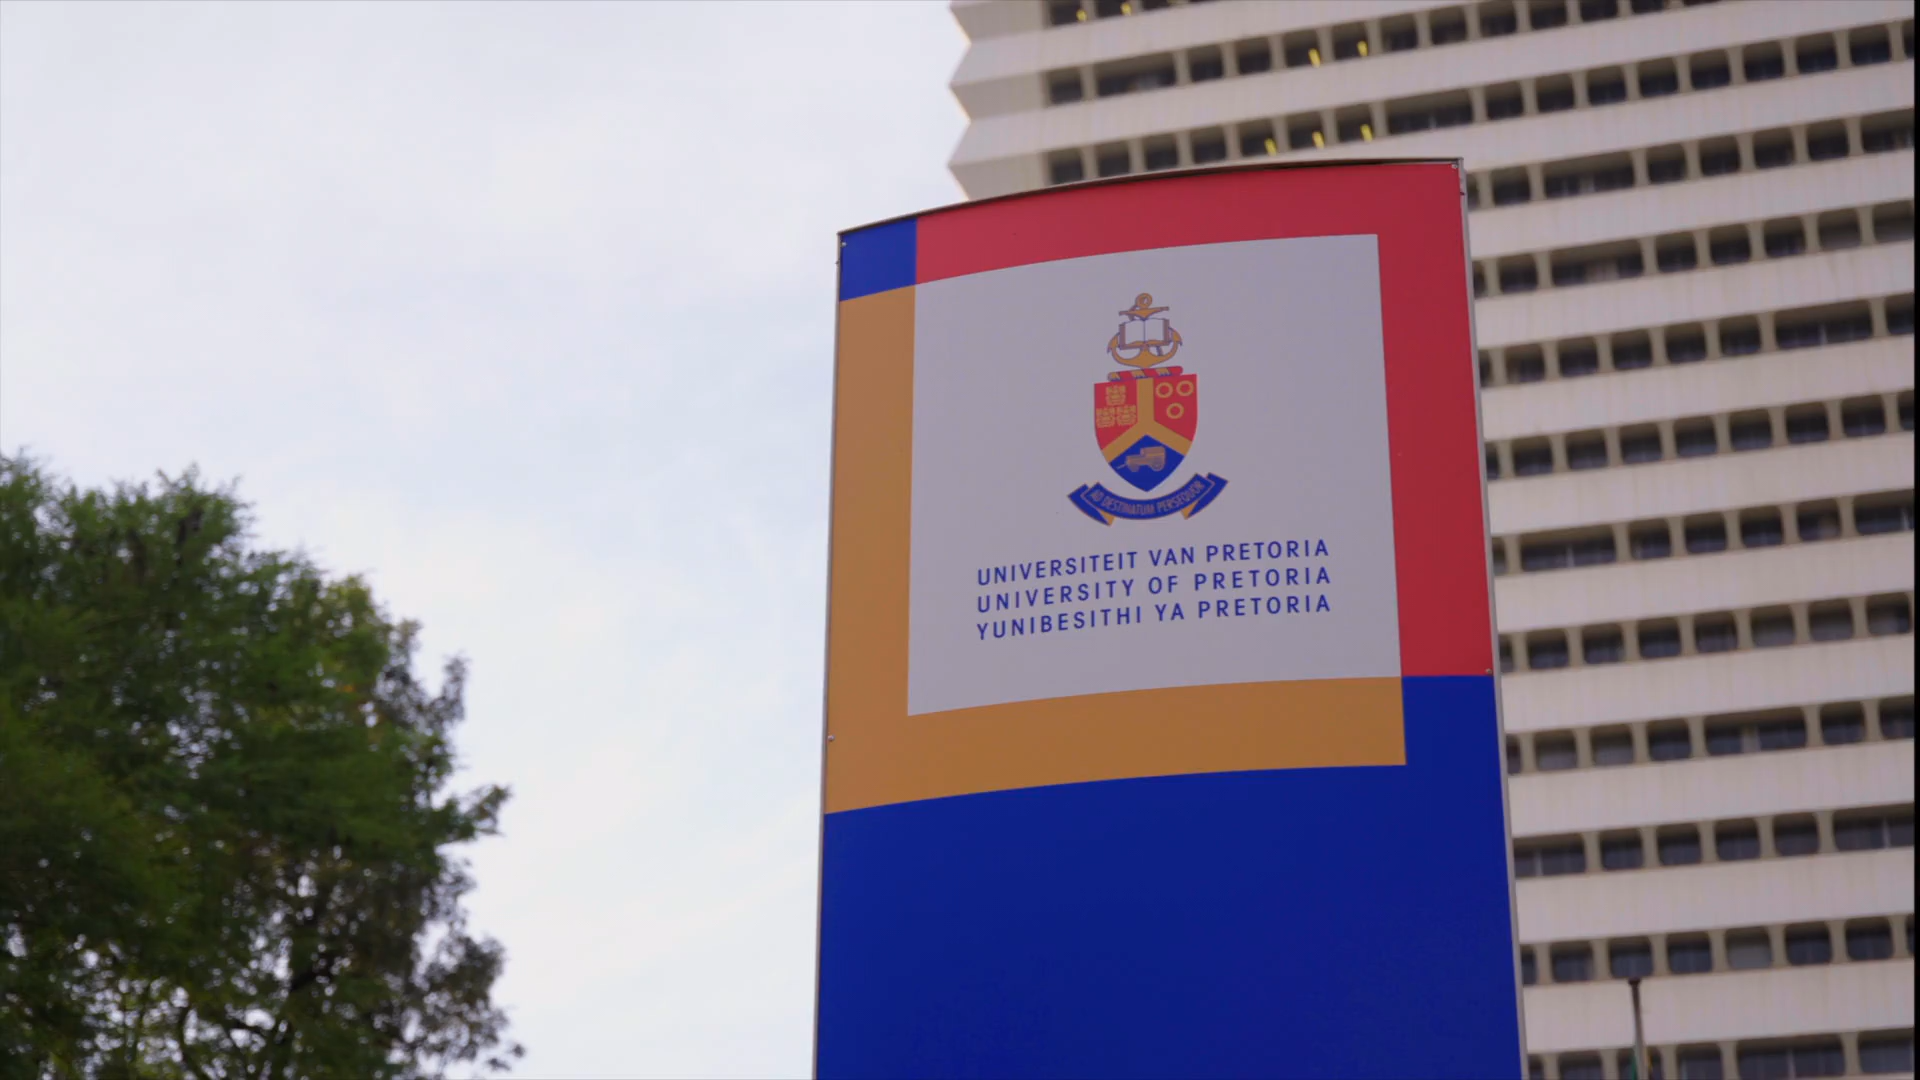 AD DESTINATUM PERSEQUOR
UNIVERSITEIT VAN PRETORIA
UNIVERSITY OF PRETORIA
YUNIBESITHI YA PRETORIA